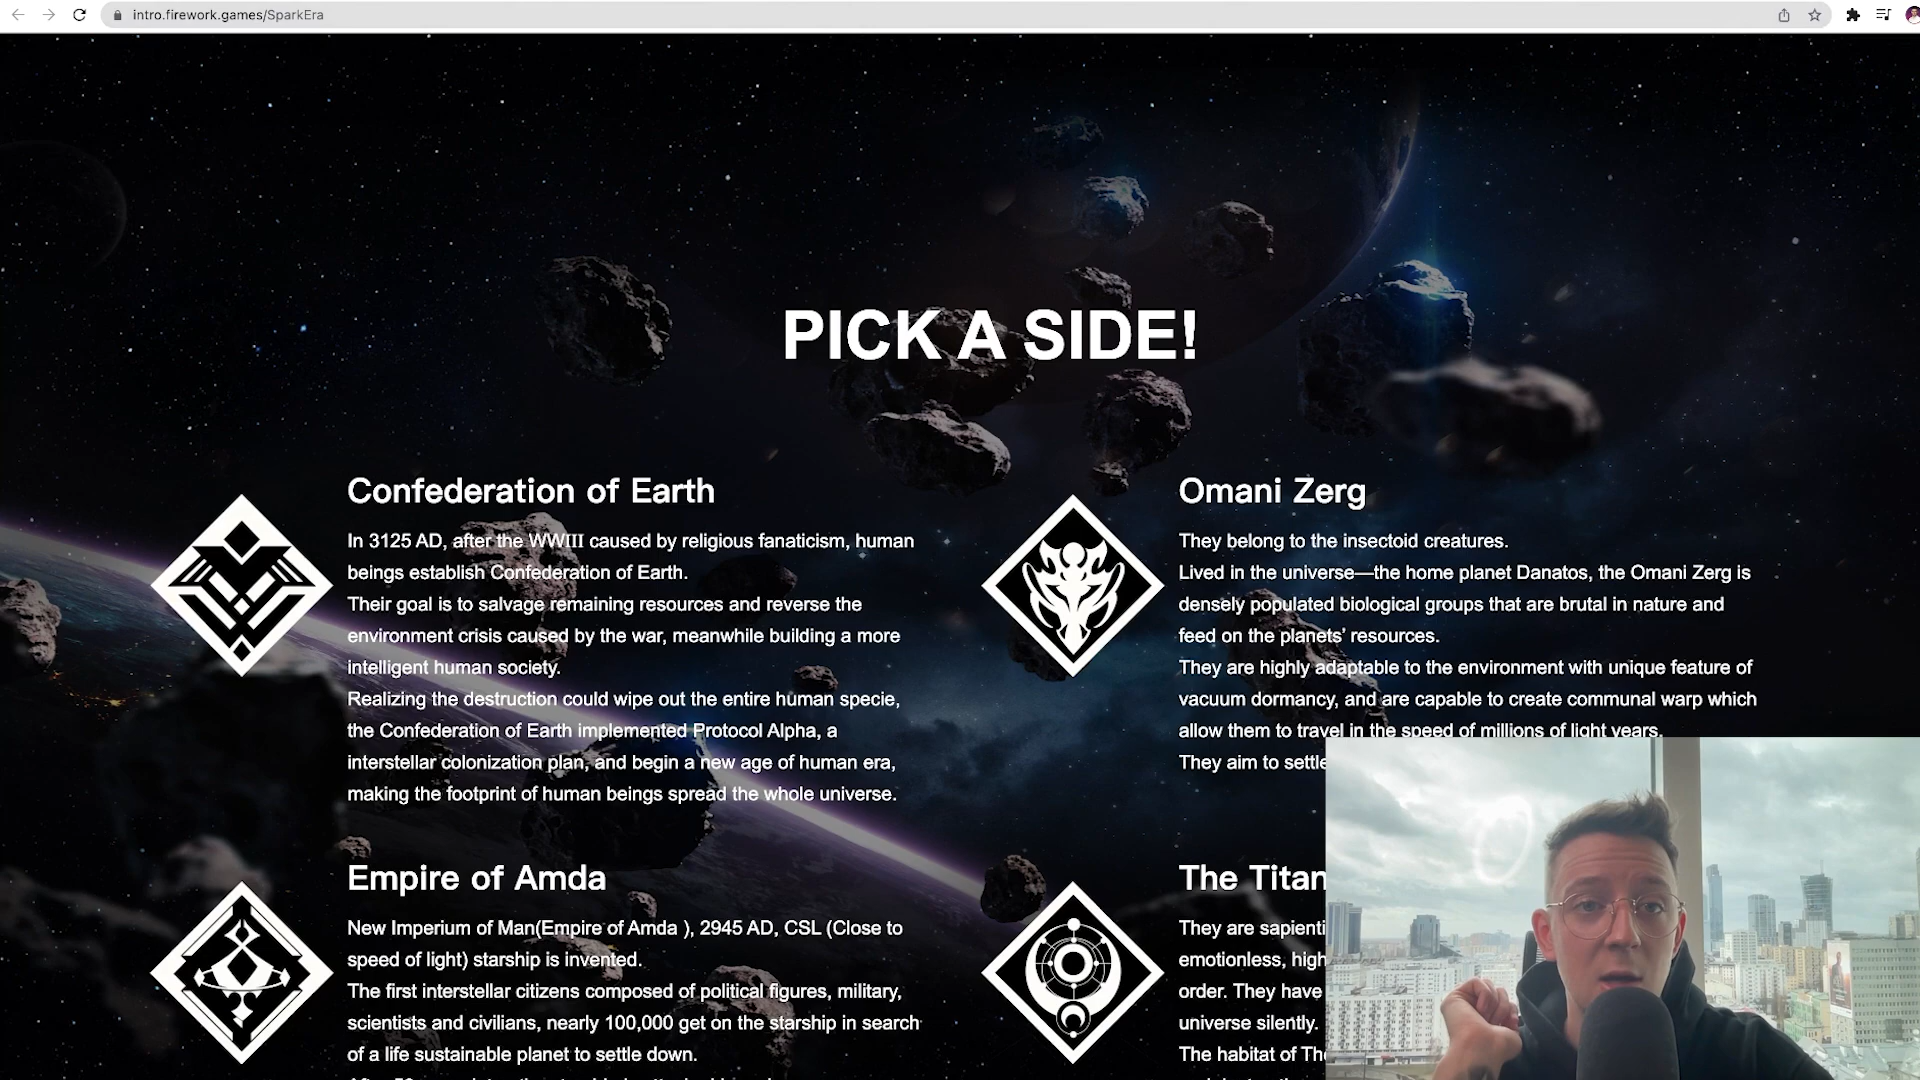 intro.firework.games/SparkEra
PICK A SIDE!
Confederation of Earth
In 3125 AD, after the WWIII caused by religious fanaticism, human
beings establish Confederation of Earth.
Their goal is to salvage remaining resources and reverse the
environment crisis caused by the war, meanwhile building a more
intelligent human society.
Realizing the destruction could wipe out the entire human specie,
the Confederation of Earth implemented Protocol Alpha, a
interstellar colonization plan, and begin a new age of human era,
making the footprint of human beings spread the whole universe.
Omani Zerg
They belong to the insectoid creatures.
Lived in the universe—the home planet Danatos, the Omani Zerg is
densely populated biological groups that are brutal in nature and
feed on the planets’ resources.
They are highly adaptable to the environment with unique feature of
vacuum dormancy, and are capable to create communal warp which
allow them to travel in the speed of millions of light years.
They aim to settle
Empire of Amda
New Imperium of Man(Empire of Amda ), 2945 AD, CSL (Close to
speed of light) starship is invented.
The first interstellar citizens composed of political figures, military,
scientists and civilians, nearly 100,000 get on the starship in search
of a life sustainable planet to settle down.
The Titan
They are sapienti
emotionless, high
order. They have
universe silently.
The habitat of Th